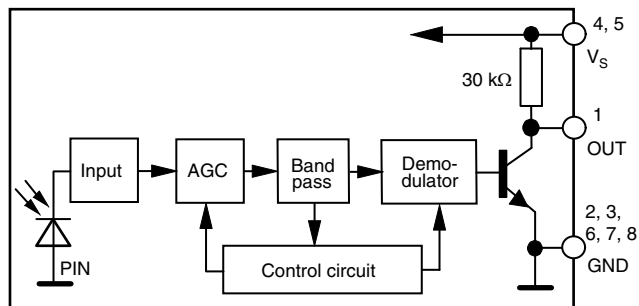 4, 5
V_S
30 kΩ
1
OUT
Input
AGC
Band
pass
Demo-
dulator
2, 3,
6, 7, 8
GND
PIN
Control circuit